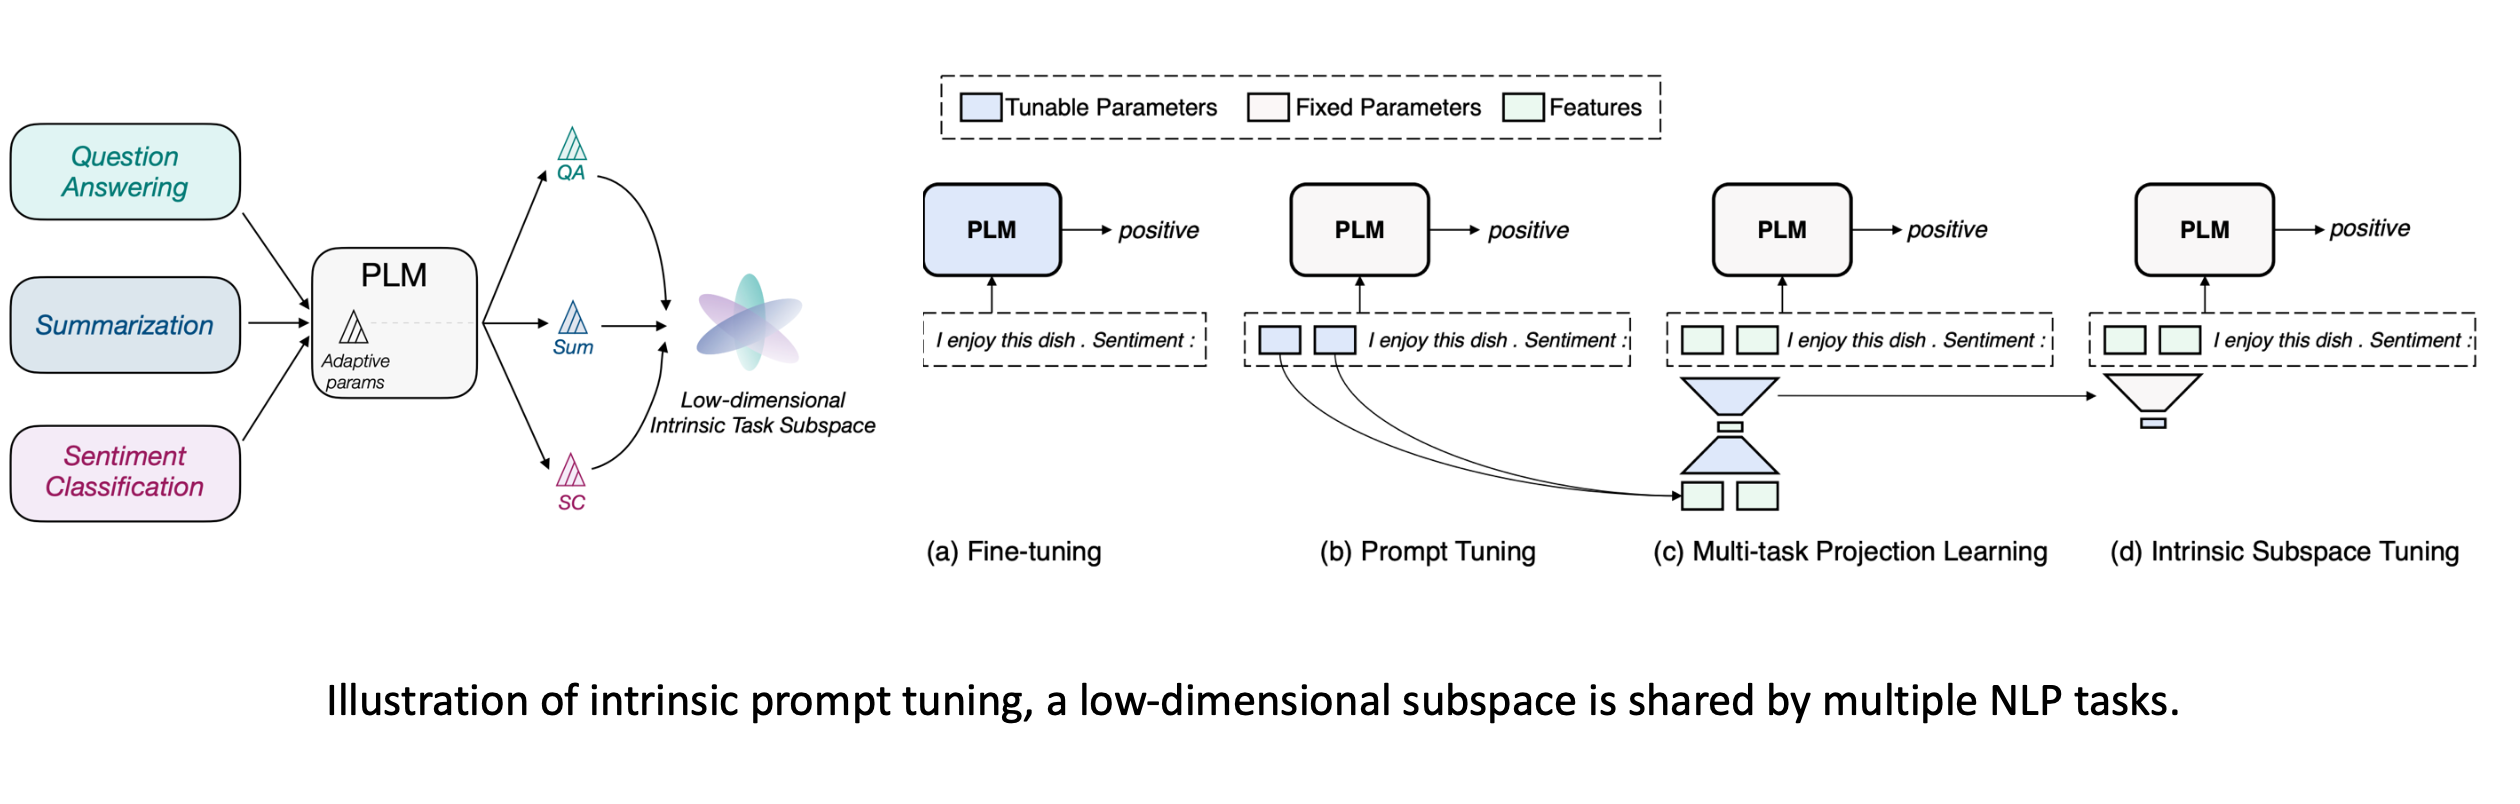 Question
Answering
Summarization
Sentiment
Classification
PLM
Adaptive
params
QA
Sum
SC
Low-dimensional
Intrinsic Task Subspace
Tunable Parameters
Fixed Parameters
Features
PLM
positive
I enjoy this dish . Sentiment :
(a) Fine-tuning
PLM
positive
I enjoy this dish . Sentiment :
(b) Prompt Tuning
PLM
positive
I enjoy this dish . Sentiment :
(c) Multi-task Projection Learning
PLM
positive
I enjoy this dish . Sentiment :
(d) Intrinsic Subspace Tuning
Illustration of intrinsic prompt tuning, a low-dimensional subspace is shared by multiple NLP tasks.